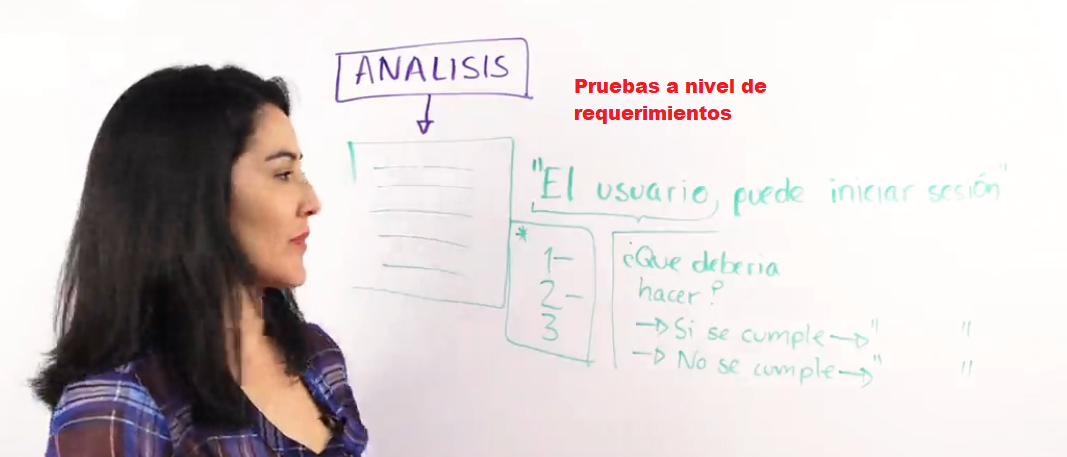 ANALISIS
Pruebas a nivel de
requerimientos
"El usuario, puede iniciar sesión"
*
1-
2-
3
¿Que deberia
hacer?
→ Si se cumple → " "
→ No se cumple → " "